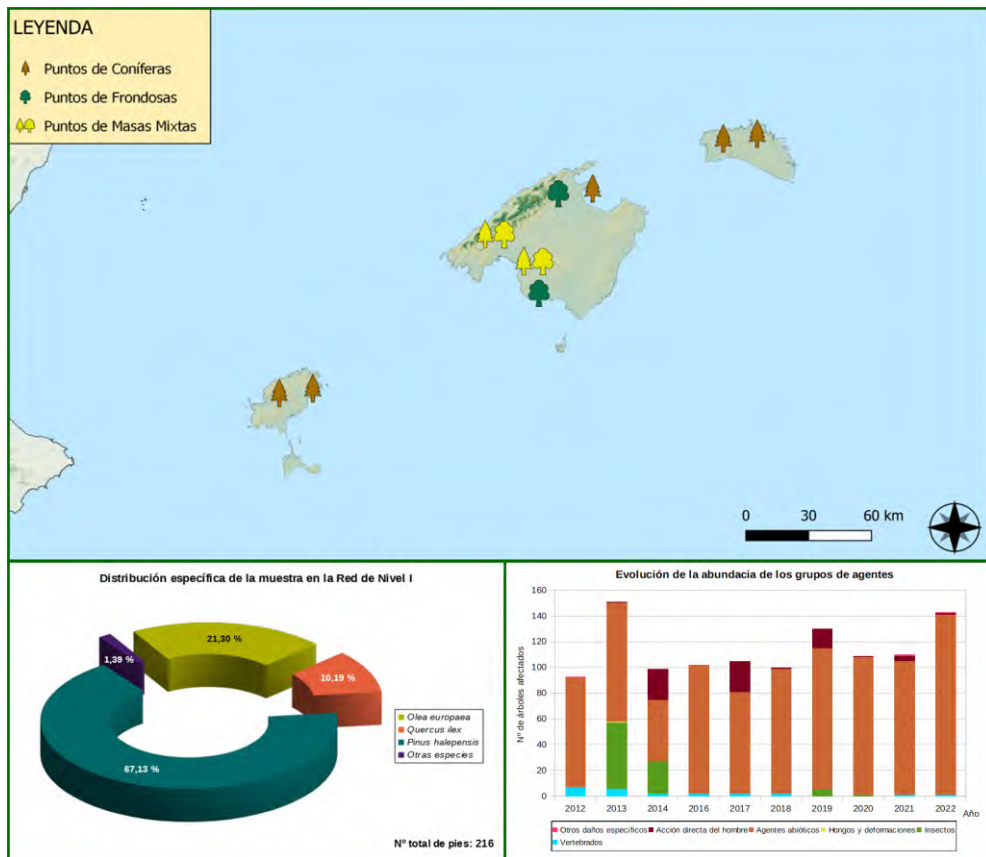 LEYENDA
Puntos de Coníferas
Puntos de Frondosas
Puntos de Masas Mixtas
0 30 60 km
Distribución específica de la muestra en la Red de Nivel I
21,30 %
1,39 %
10,19 %
67,13 %
Olea europaea
Quercus ilex
Pinus halepensis
Otras especies
Nº total de pies: 216
Evolución de la abundacia de los grupos de agentes
Nº de árboles afectados
160
140
120
100
80
60
40
20
0
2012 2013 2014 2016 2017 2018 2019 2020 2021 2022
Año
Otros daños específicos Acción directa del hombre Agentes abióticos Hongos y deformaciones Insectos
Vertebrados